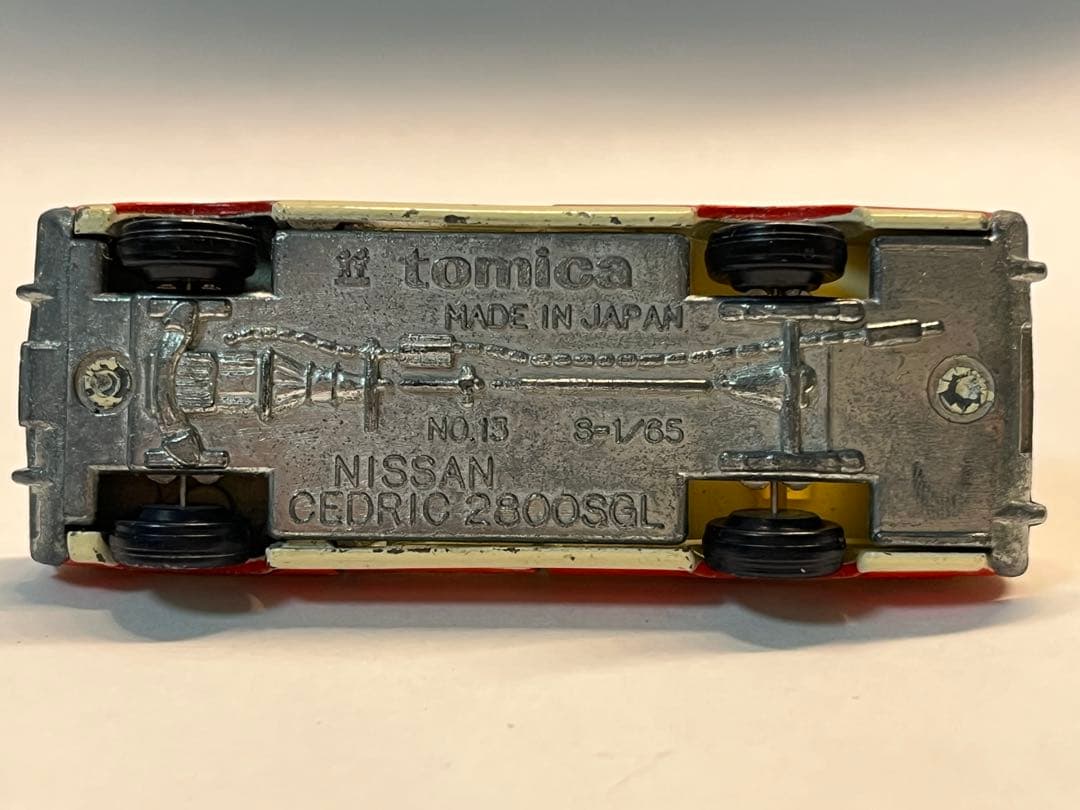 tomica
MADE IN JAPAN
NO.13 S-1/65
NISSAN
CEDRIC 2800SGL